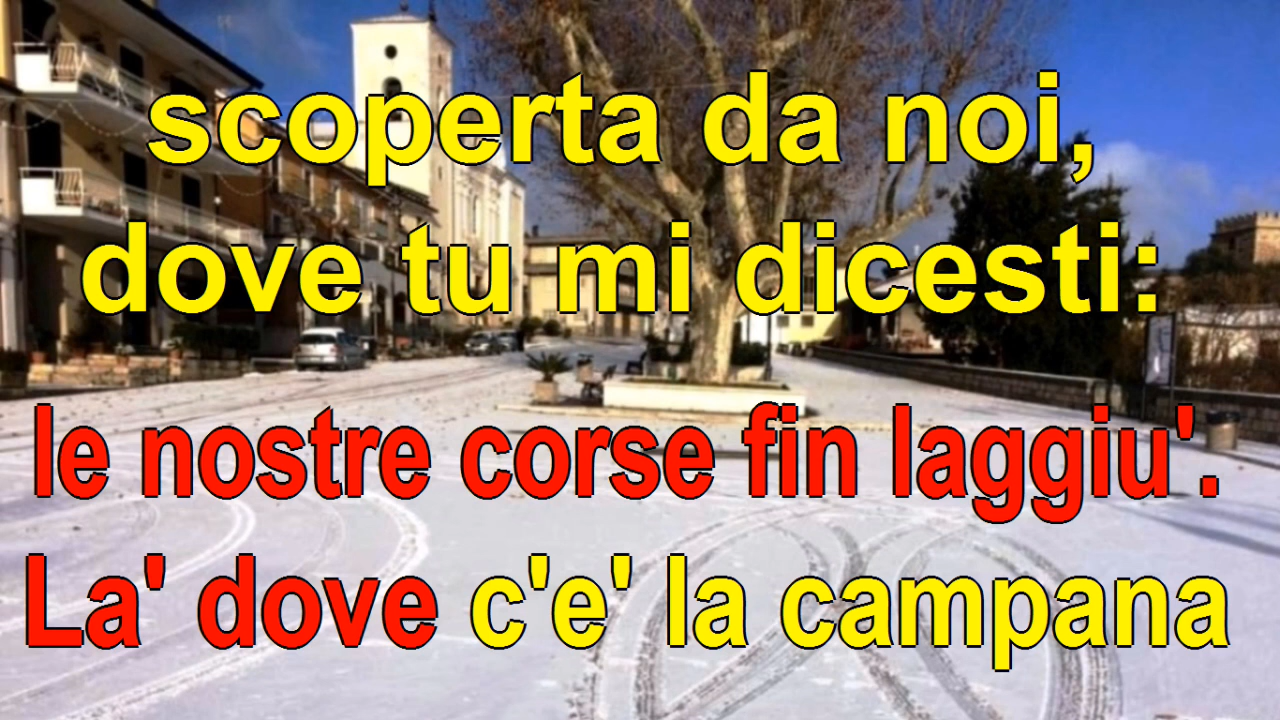 scoperta da noi,
dove tu mi dicesti:
le nostre corse fin laggiu'.
La' dove c'e' la campana